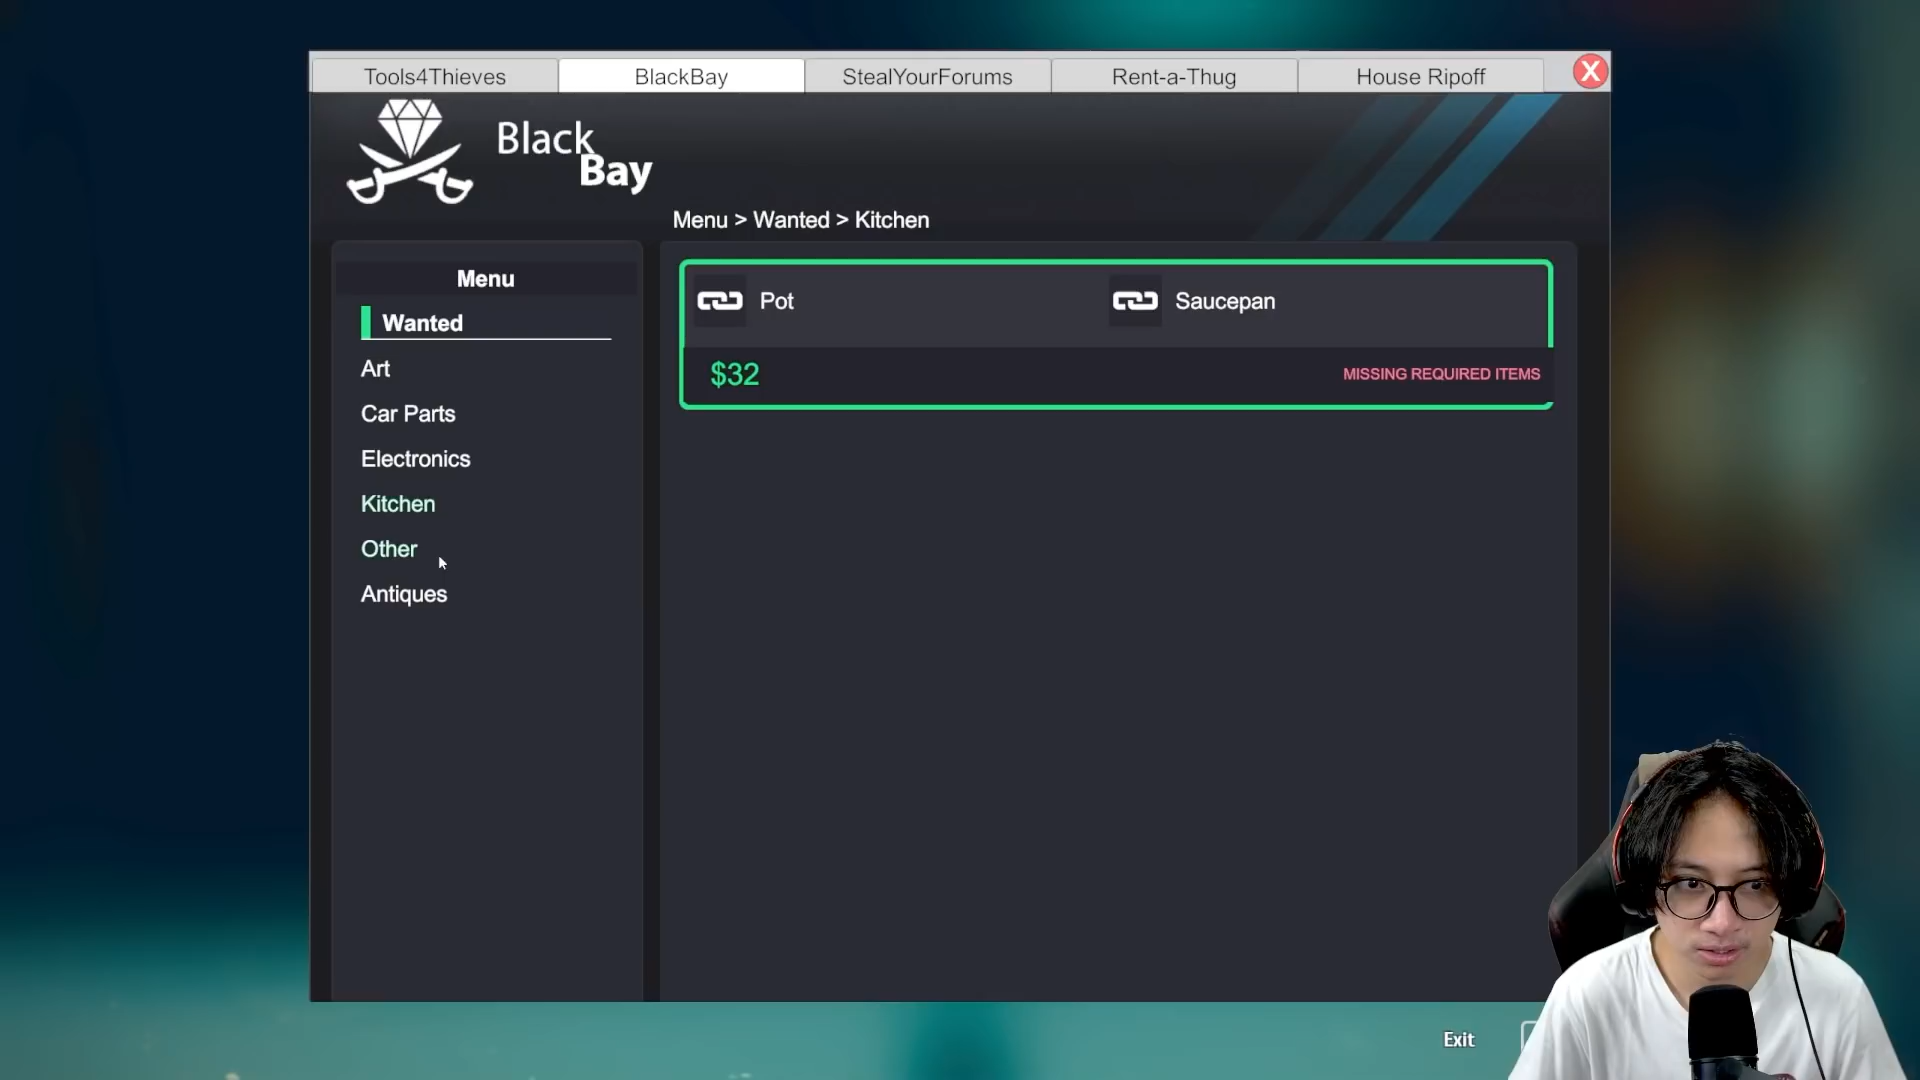 Tools4Thieves BlackBay StealYourForums Rent-a-Thug House Ripoff X
Black
Bay
Menu > Wanted > Kitchen
Menu
Wanted
Art
Car Parts
Electronics
Kitchen
Other
Antiques
Pot Saucepan
$32 MISSING REQUIRED ITEMS
Exit